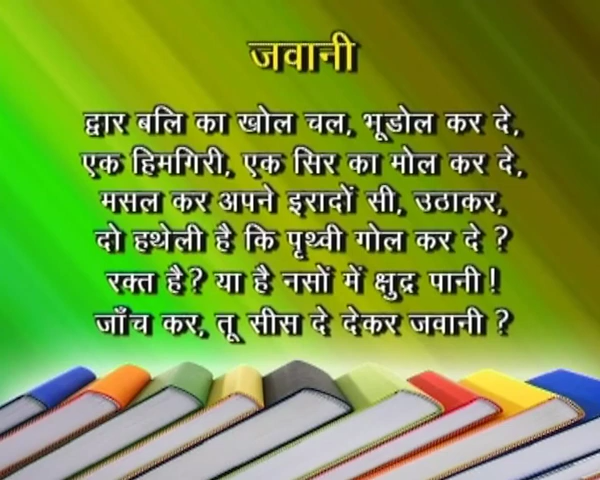 जवानी
द्वार बलि का खोल चल, भूडोल कर दे,
एक हिमगिरी, एक सिर का मोल कर दे,
मसल कर अपने इरादों सी, उठाकर,
दो हथेली है कि पृथ्वी गोल कर दे ?
रक्त है? या है नसों में क्षुद्र पानी!
जाँच कर, तू सीस दे देकर जवानी ?